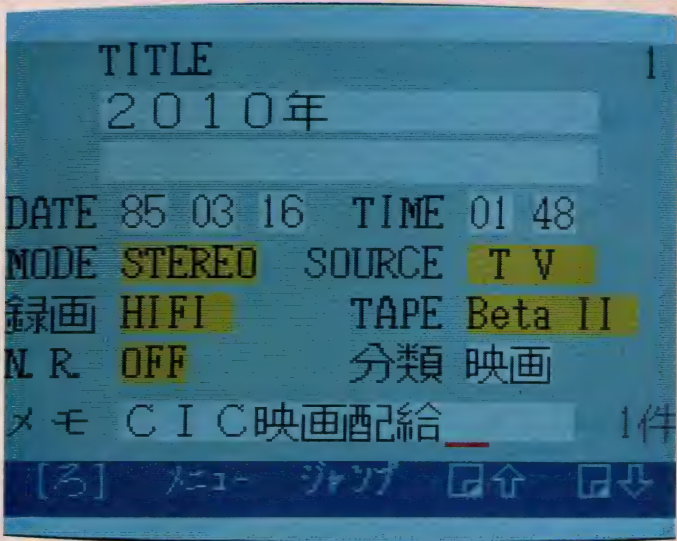 TITLE 1
2010年
DATE 85 03 16 TIME 01 48
MODE STEREO SOURCE TV
録画 HIFI TAPE Beta II
N.R. OFF 分類 映画
メモ CIC映画配給 1件
[ろ] メニュー ジャンプ ⇧ ⇩